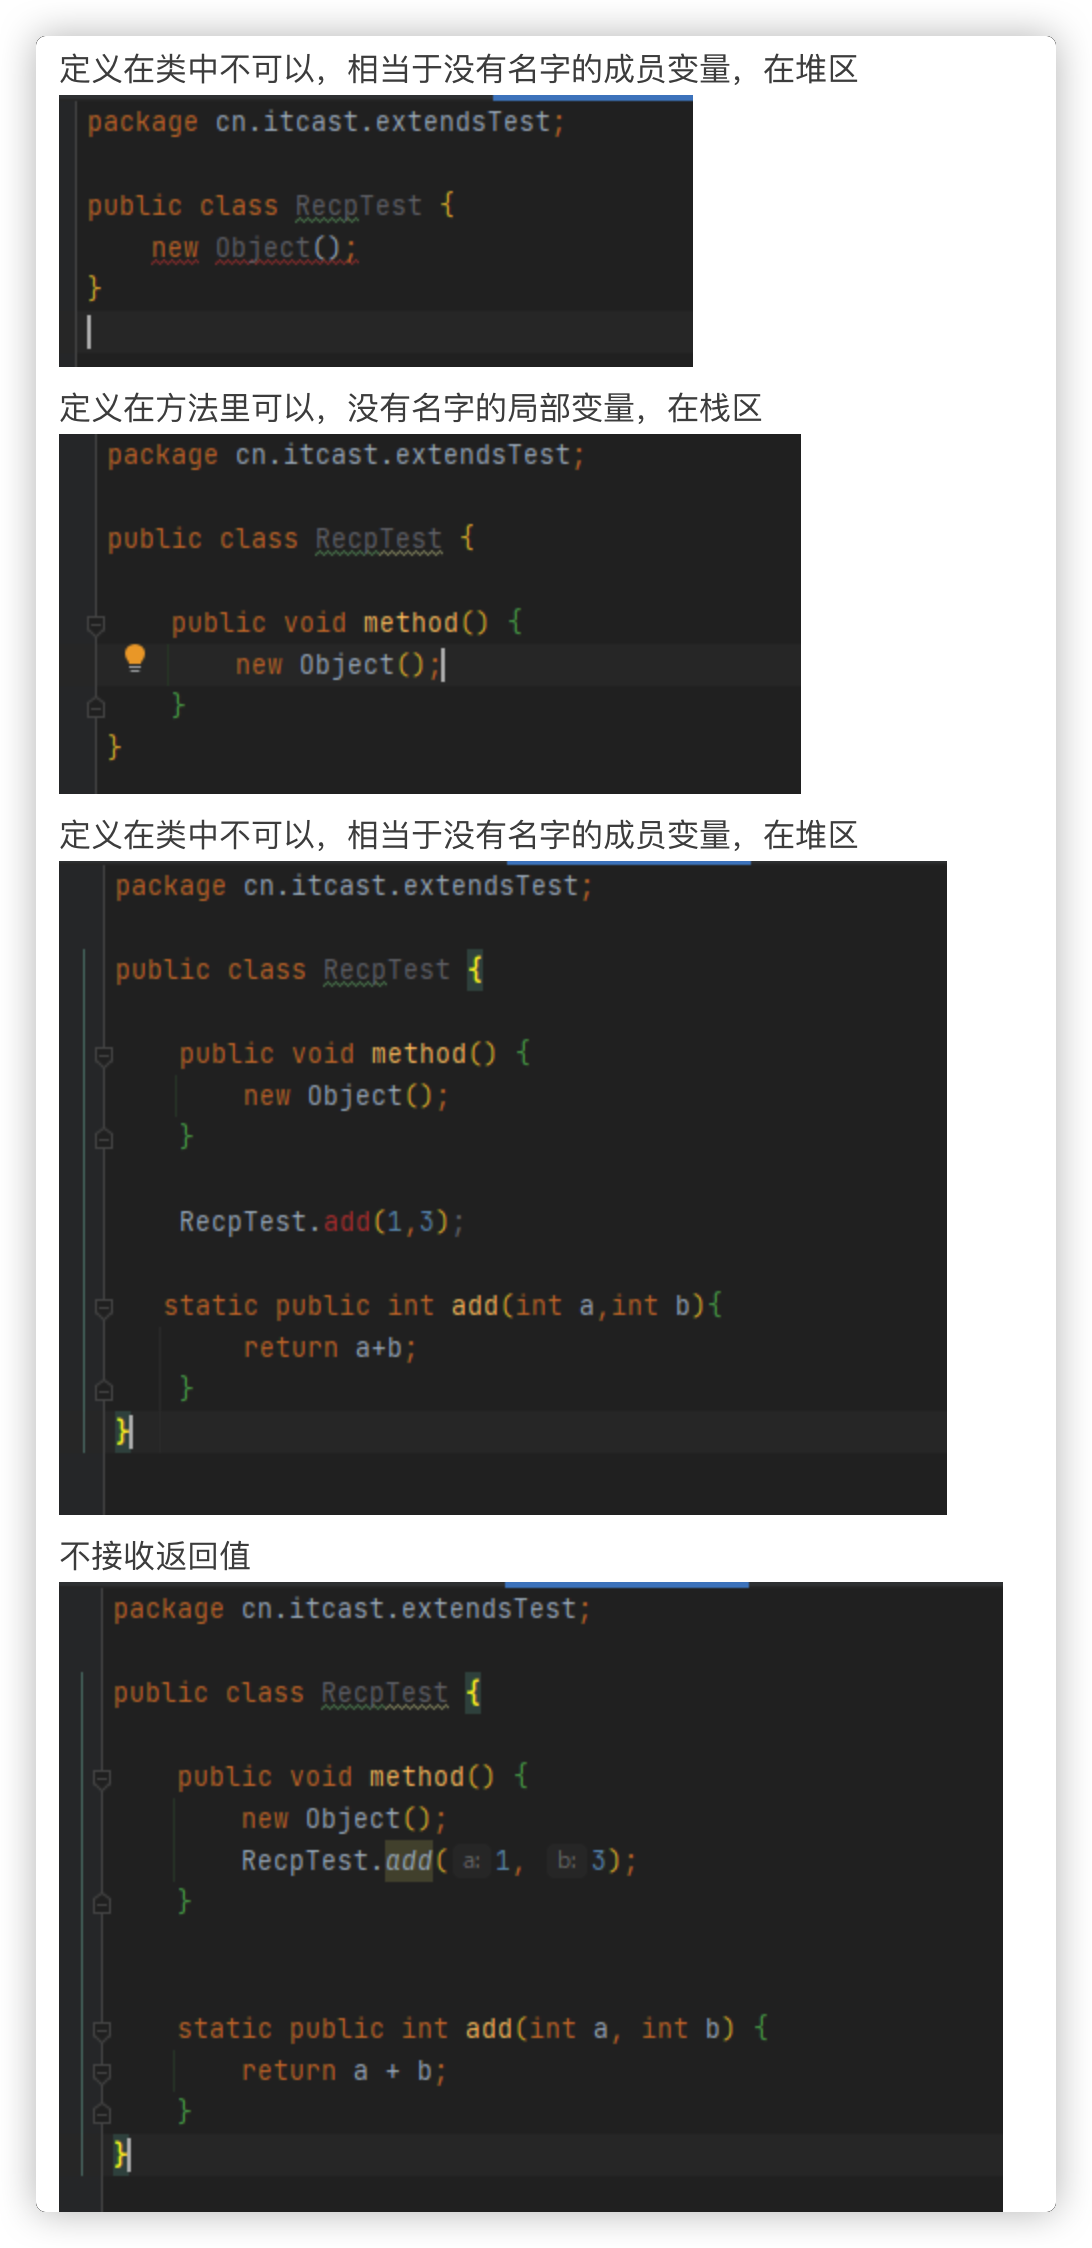 定义在类中不可以，相当于没有名字的成员变量，在堆区
package cn.itcast.extendsTest;
public class RecpTest {
new Object();
}
定义在方法里可以，没有名字的局部变量，在栈区
package cn.itcast.extendsTest;
public class RecpTest {
public void method() {
new Object();
}
}
定义在类中不可以，相当于没有名字的成员变量，在堆区
package cn.itcast.extendsTest;
public class RecpTest {
public void method() {
new Object();
}
RecpTest.add(1,3);
static public int add(int a,int b){
return a+b;
}
}
不接收返回值
package cn.itcast.extendsTest;
public class RecpTest {
public void method() {
new Object();
RecpTest.add( a: 1, b: 3);
}
static public int add(int a, int b) {
return a + b;
}
}